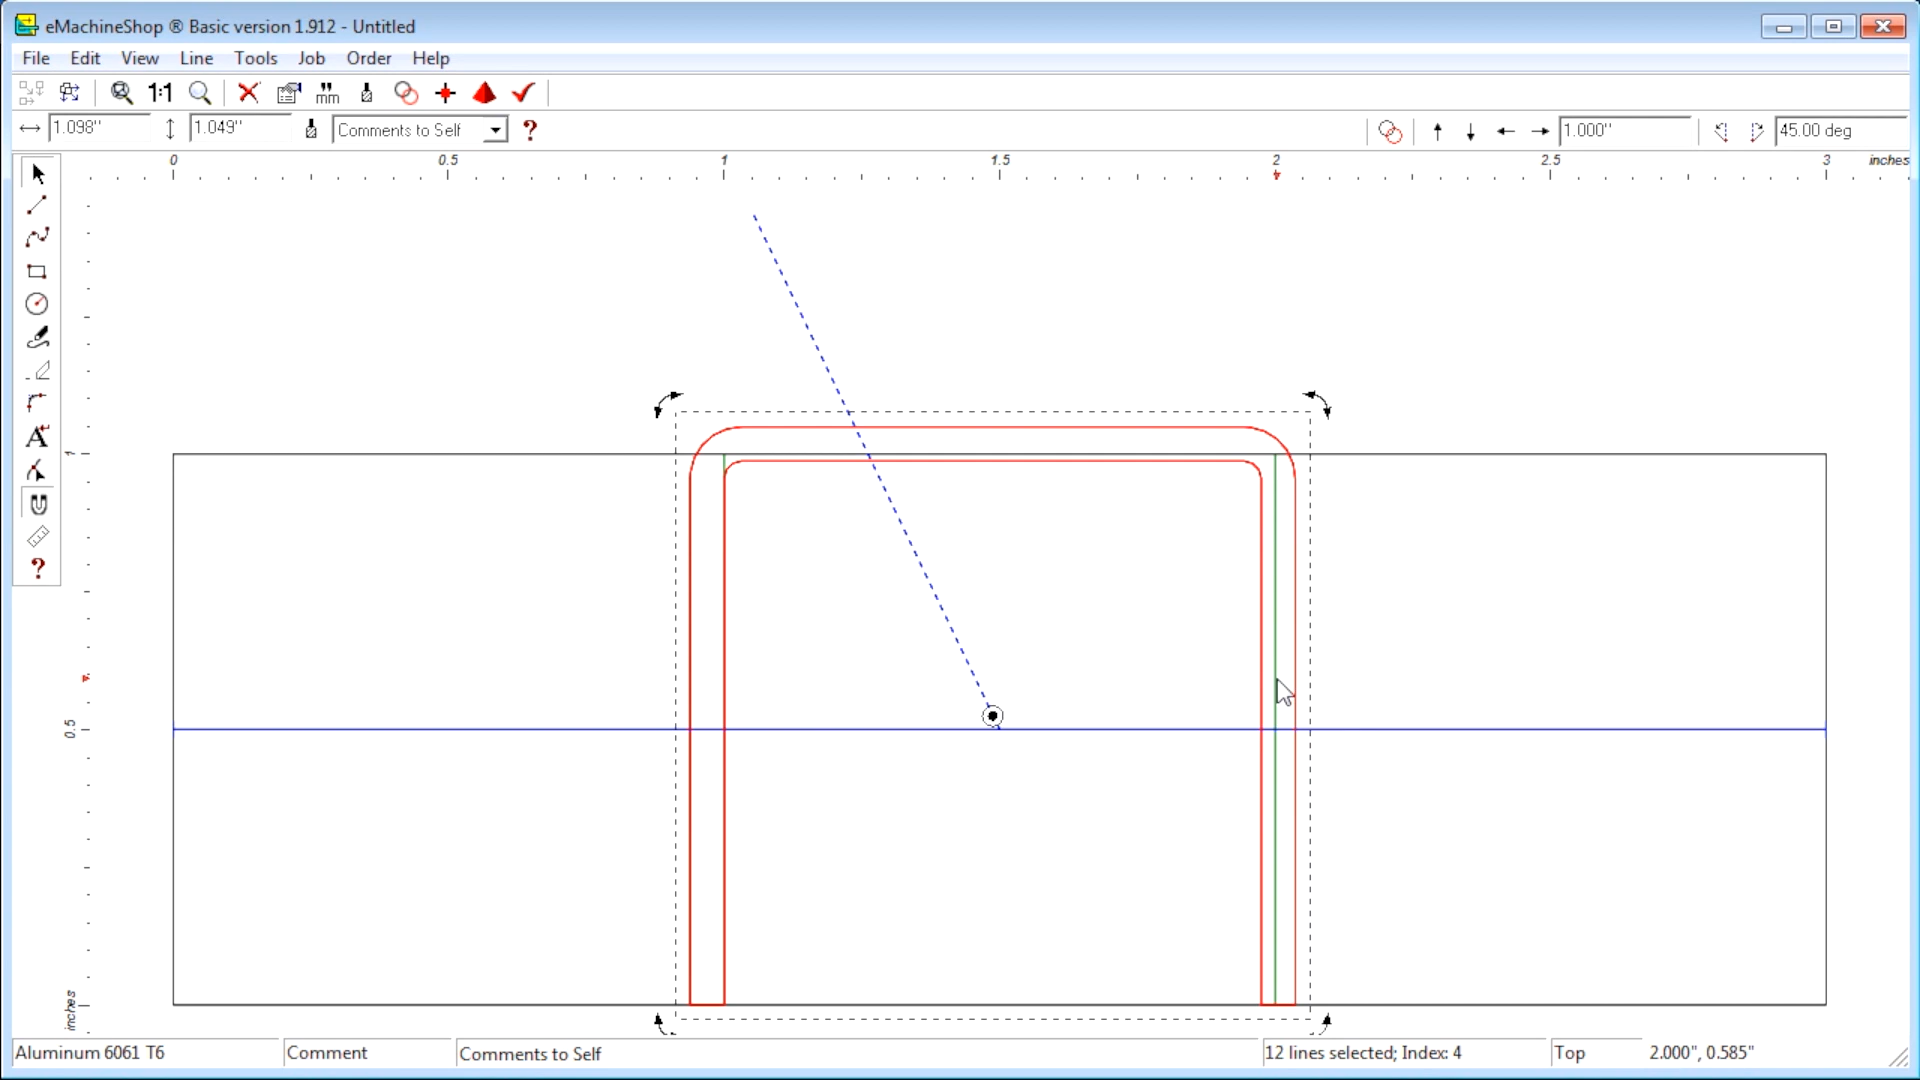 eMachineShop ® Basic version 1.912 - Untitled
File Edit View Line Tools Job Order Help
1:1 mm
1.098" 1.049" Comments to Self ? 1.000" 45.00 deg
0 0.5 1 1.5 2 2.5 3 inches
A
1
?
0.5
inches
Aluminum 6061 T6 Comment Comments to Self 12 lines selected; Index: 4 Top 2.000", 0.585"